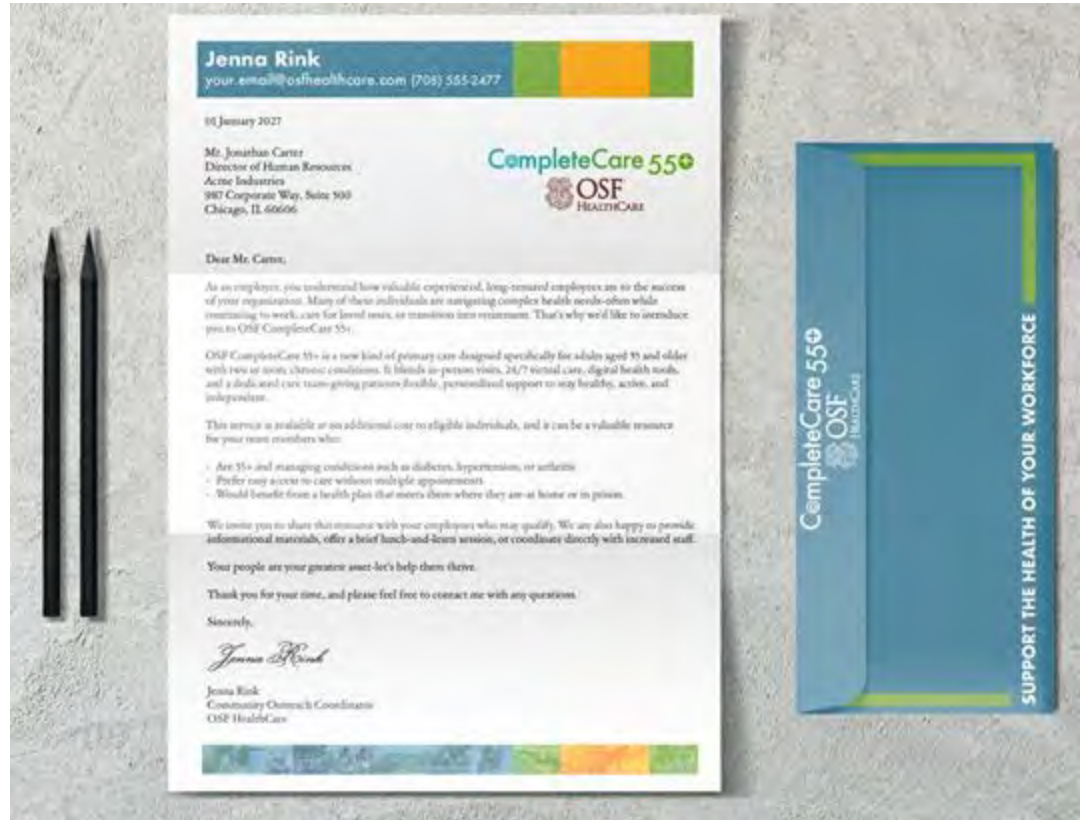 Jenna Rink
your.email@osfhealthcare.com (708) 555-2477
01 January 2027
Mr. Jonathan Carter
Director of Human Resources
Acme Industries
987 Corporate Way, Suite 500
Chicago, IL 60606
CompleteCare 55+
OSF
HEALTHCARE
Dear Mr. Carter,
As an employer, you understand how valuable experienced, long-tenured employees are to the success
of your organization. Many of these individuals are navigating complex health needs-often while
continuing to work, care for loved ones, or transition into retirement. That's why we'd like to introduce
you to OSF CompleteCare 55+.
OSF CompleteCare 55+ is a new kind of primary care designed specifically for adults aged 55 and older
with two or more chronic conditions. It blends in-person visits, 24/7 virtual care, digital health tools,
and a dedicated care team-giving patients flexible, personalized support to stay healthy, active, and
independent.
This service is available at no additional cost to eligible individuals, and it can be a valuable resource
for your team members who:
- Are 55+ and managing conditions such as diabetes, hypertension, or arthritis
- Prefer easy access to care without multiple appointments
- Would benefit from a health plan that meets them where they are-at home or in person
We invite you to share this resource with your employees who may qualify. We are also happy to provide
informational materials, offer a brief lunch-and-learn session, or coordinate directly with increased staff.
Your people are your greatest asset-let's help them thrive.
Thank you for your time, and please feel free to contact me with any questions.
Sincerely,
Jenna Rink
Jenna Rink
Community Outreach Coordinator
OSF HealthCare
CompleteCare 55+
OSF
HEALTHCARE
SUPPORT THE HEALTH OF YOUR WORKFORCE